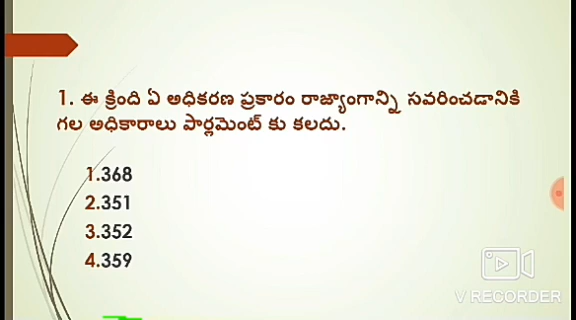 1. ఈ క్రింది ఏ అధికరణ ప్రకారం రాజ్యాంగాన్ని సవరించడానికి
గల అధికారాలు పార్లమెంట్ కు కలదు.
1.368
2.351
3.352
4.359
V RECORDER